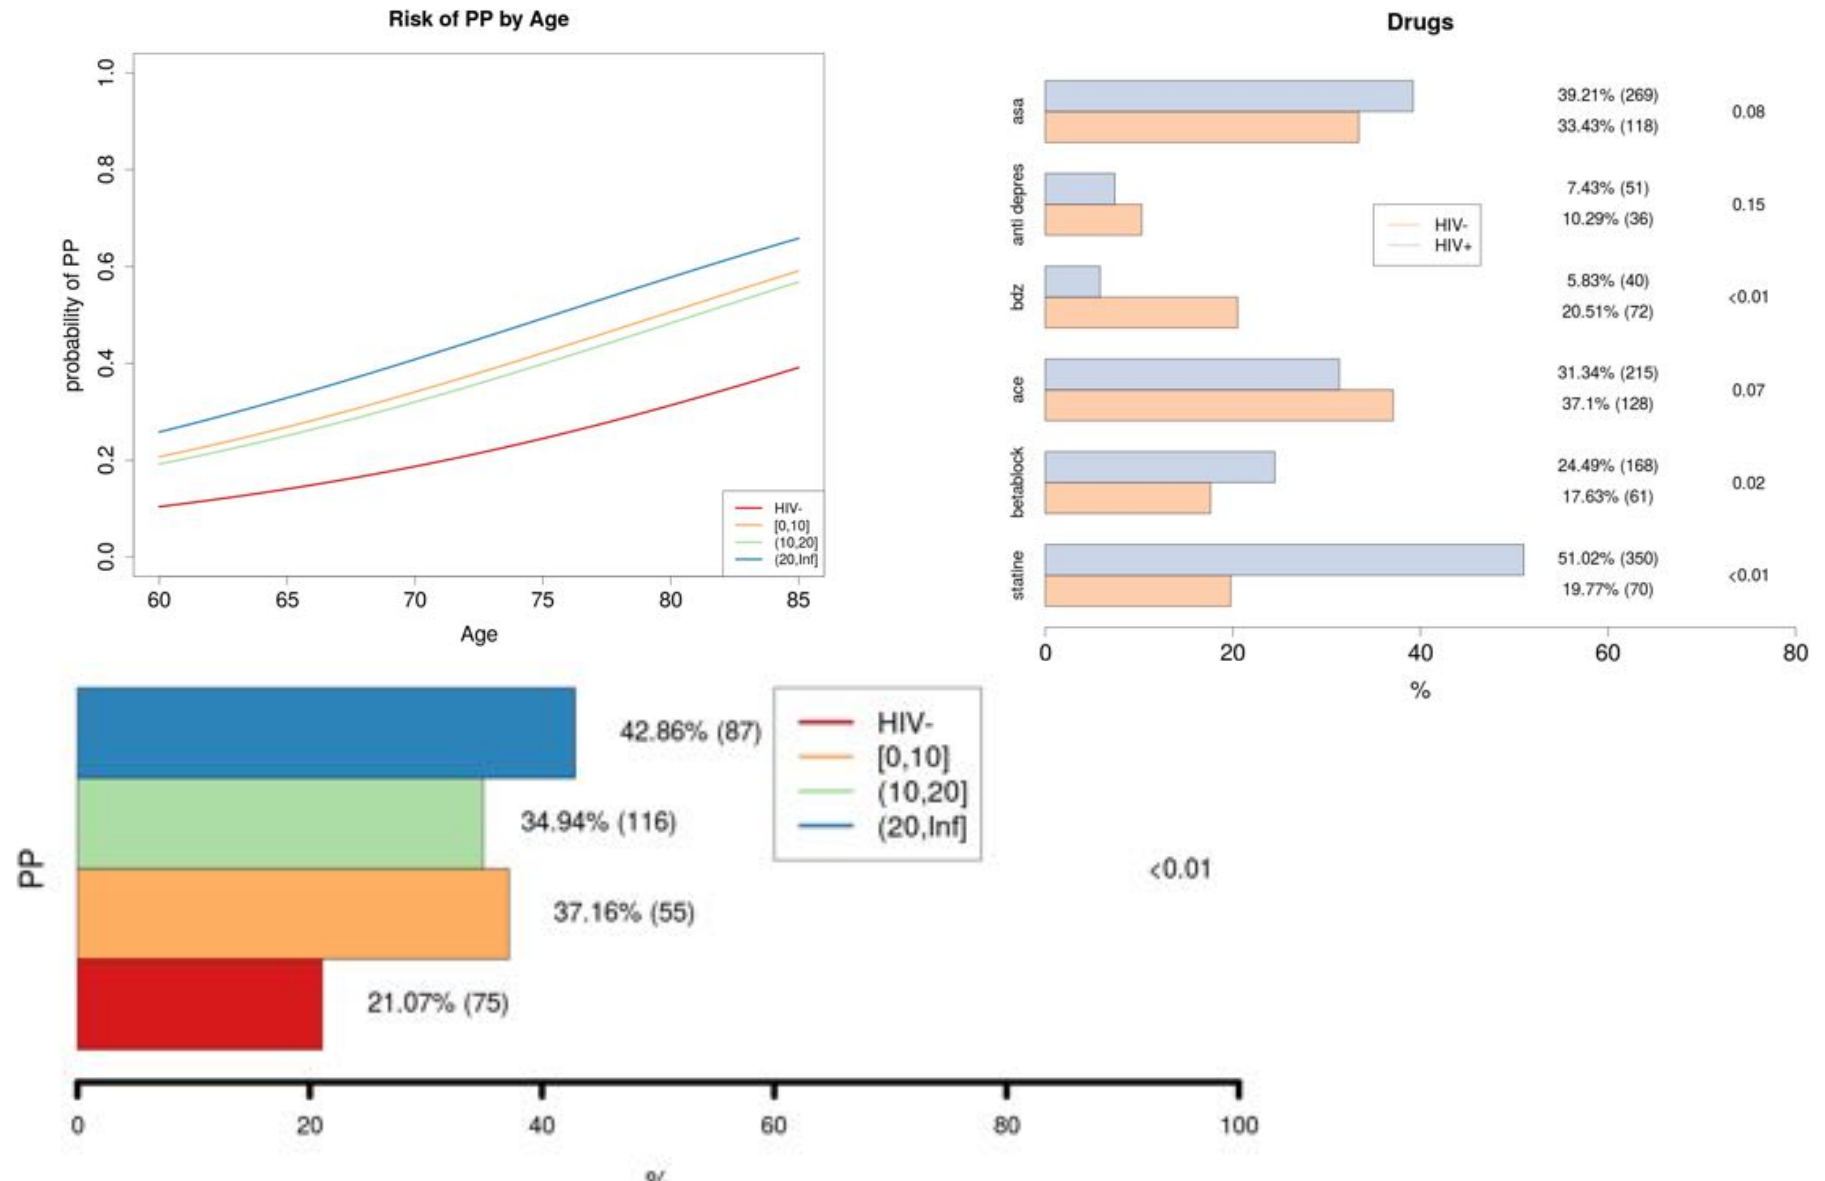 Risk of PP by Age
probability of PP
1.0
0.8
0.6
0.4
0.2
0.0
HIV-
[0,10]
(10,20]
(20,Inf]
60 65 70 75 80 85
Age
Drugs
asa
39.21% (269)
33.43% (118)
0.08
anti depres
7.43% (51)
10.29% (36)
0.15
HIV-
HIV+
bdz
5.83% (40)
20.51% (72)
<0.01
ace
31.34% (215)
37.1% (128)
0.07
betablock
24.49% (168)
17.63% (61)
0.02
statine
51.02% (350)
19.77% (70)
<0.01
0 20 40 60 80
%
PP
42.86% (87)
34.94% (116)
37.16% (55)
21.07% (75)
HIV-
[0,10]
(10,20]
(20,Inf]
<0.01
0 20 40 60 80 100
%